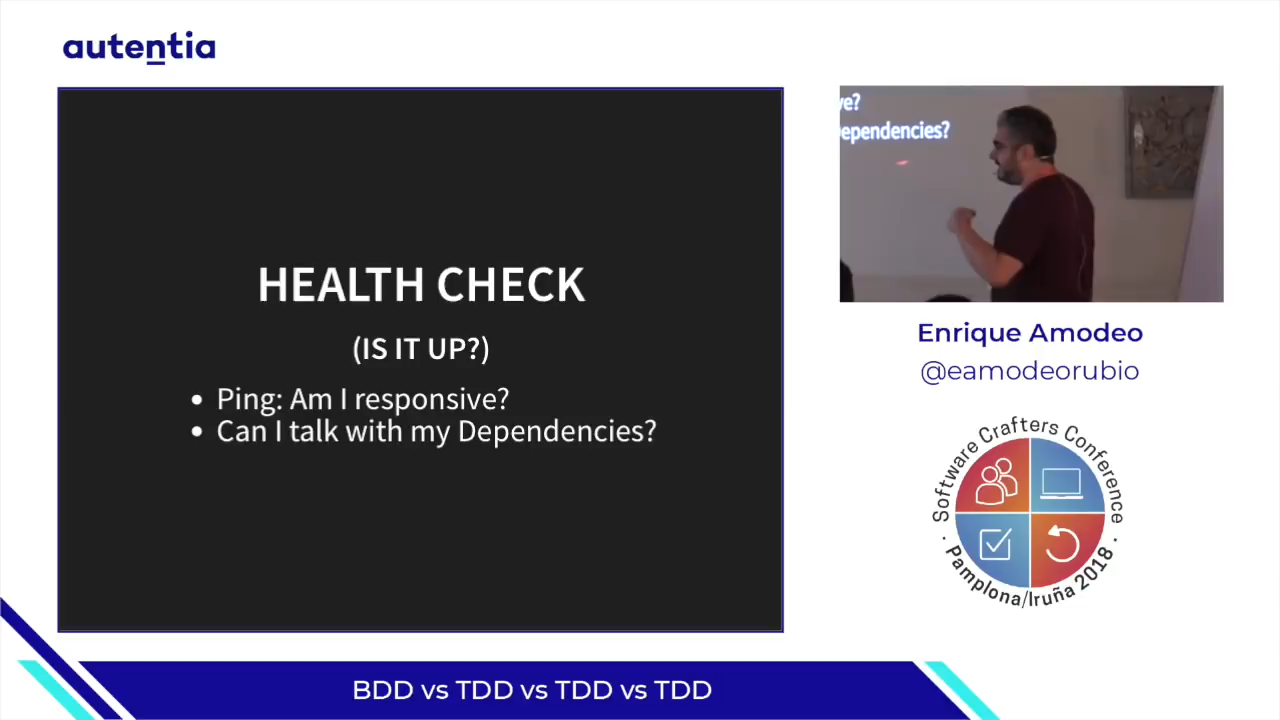 autentia
HEALTH CHECK
(IS IT UP?)
• Ping: Am I responsive?
• Can I talk with my Dependencies?
ve?
ependencies?
Enrique Amodeo
@eamodeorubio
Software Crafters Conference
· Pamplona/Iruña 2018 ·
BDD vs TDD vs TDD vs TDD